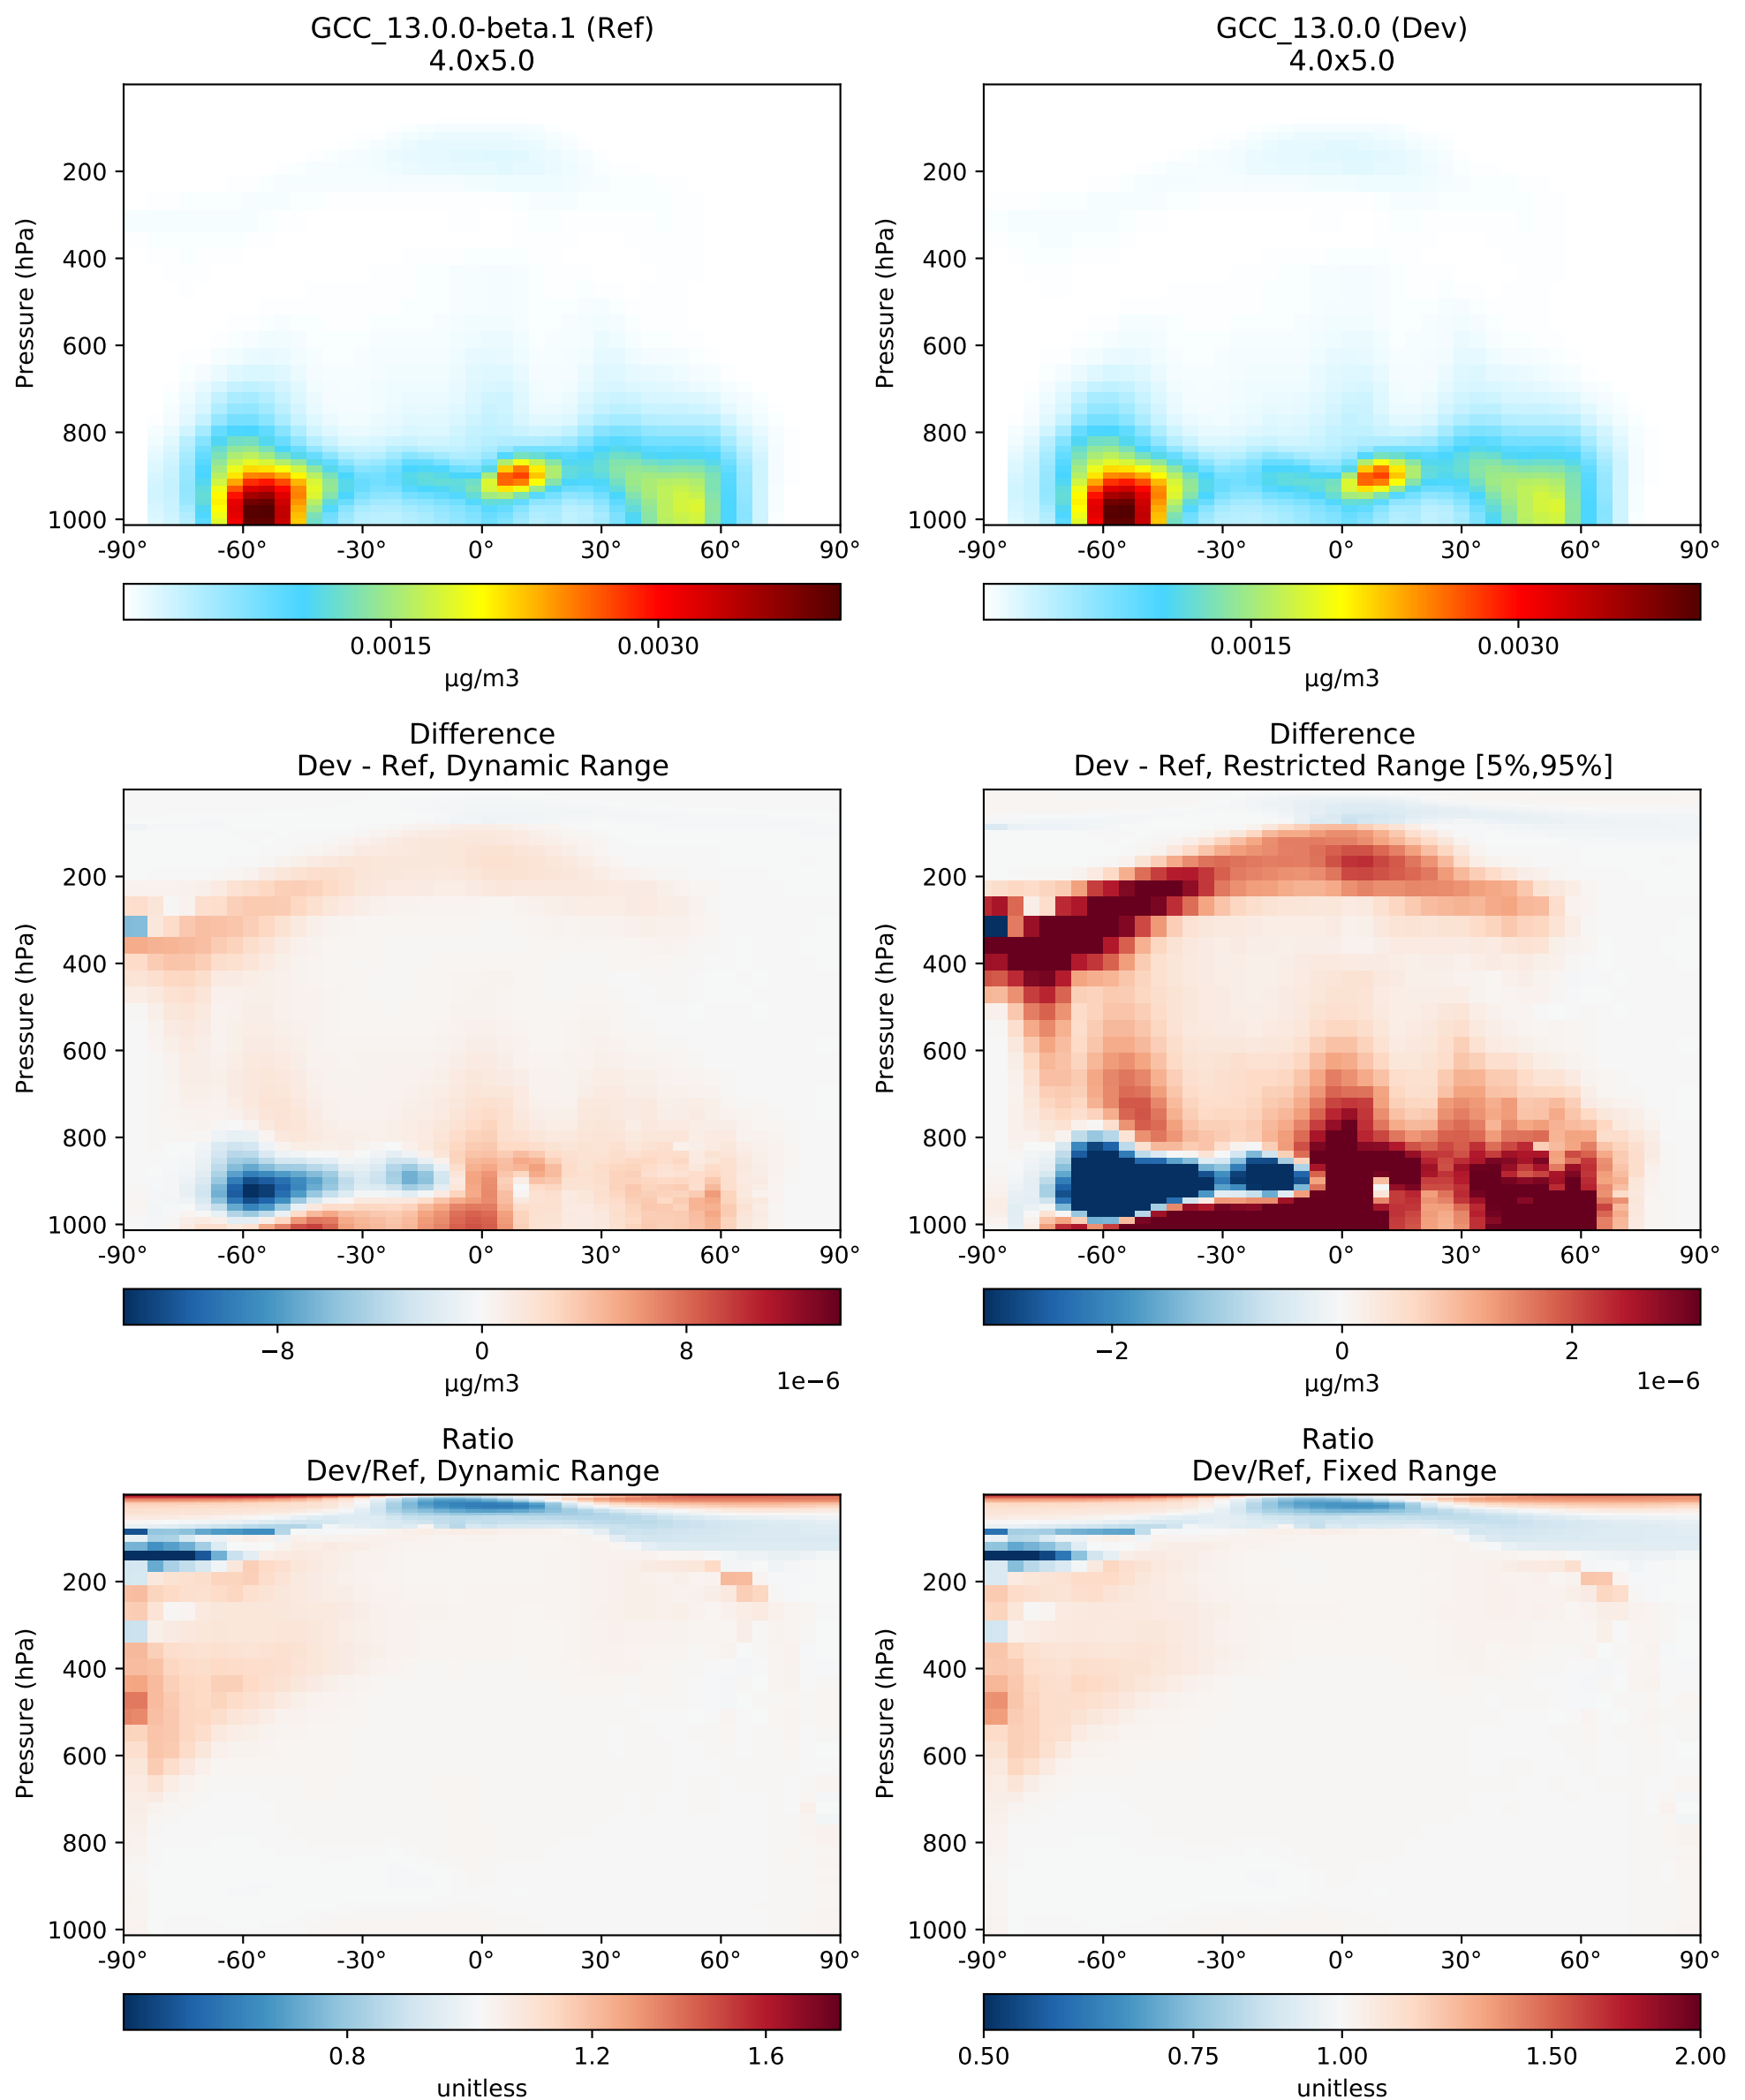 GCC_13.0.0-beta.1 (Ref)
4.0x5.0
Pressure (hPa)
200
400
600
800
1000
-90° -60° -30° 0° 30° 60° 90°
0.0015 0.0030
µg/m3
GCC_13.0.0 (Dev)
4.0x5.0
Pressure (hPa)
200
400
600
800
1000
-90° -60° -30° 0° 30° 60° 90°
0.0015 0.0030
µg/m3
Difference
Dev - Ref, Dynamic Range
Pressure (hPa)
200
400
600
800
1000
-90° -60° -30° 0° 30° 60° 90°
−8 0 8
µg/m3 1e−6
Difference
Dev - Ref, Restricted Range [5%,95%]
Pressure (hPa)
200
400
600
800
1000
-90° -60° -30° 0° 30° 60° 90°
−2 0 2
µg/m3 1e−6
Ratio
Dev/Ref, Dynamic Range
Pressure (hPa)
200
400
600
800
1000
-90° -60° -30° 0° 30° 60° 90°
0.8 1.2 1.6
unitless
Ratio
Dev/Ref, Fixed Range
Pressure (hPa)
200
400
600
800
1000
-90° -60° -30° 0° 30° 60° 90°
0.50 0.75 1.00 1.50 2.00
unitless